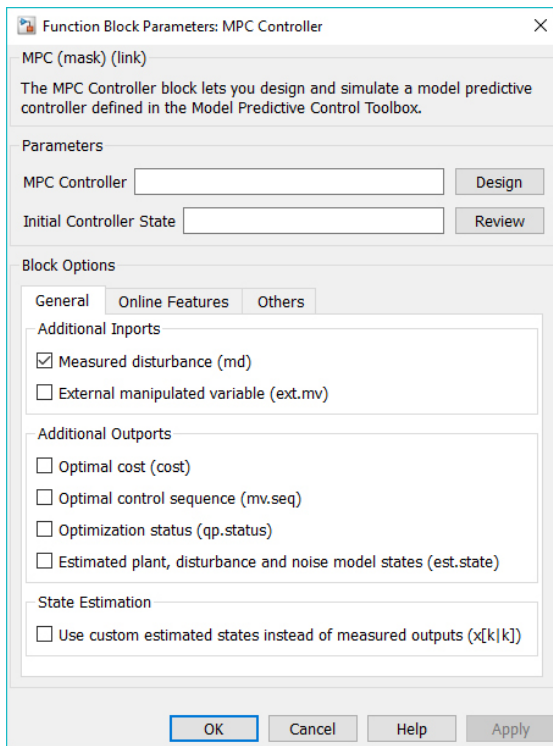 Function Block Parameters: MPC Controller
MPC (mask) (link)
The MPC Controller block lets you design and simulate a model predictive
controller defined in the Model Predictive Control Toolbox.
Parameters
MPC Controller
Design
Initial Controller State
Review
Block Options
General
Online Features
Others
Additional Inports
Measured disturbance (md)
External manipulated variable (ext.mv)
Additional Outports
Optimal cost (cost)
Optimal control sequence (mv.seq)
Optimization status (qp.status)
Estimated plant, disturbance and noise model states (est.state)
State Estimation
Use custom estimated states instead of measured outputs (x[k|k])
OK
Cancel
Help
Apply